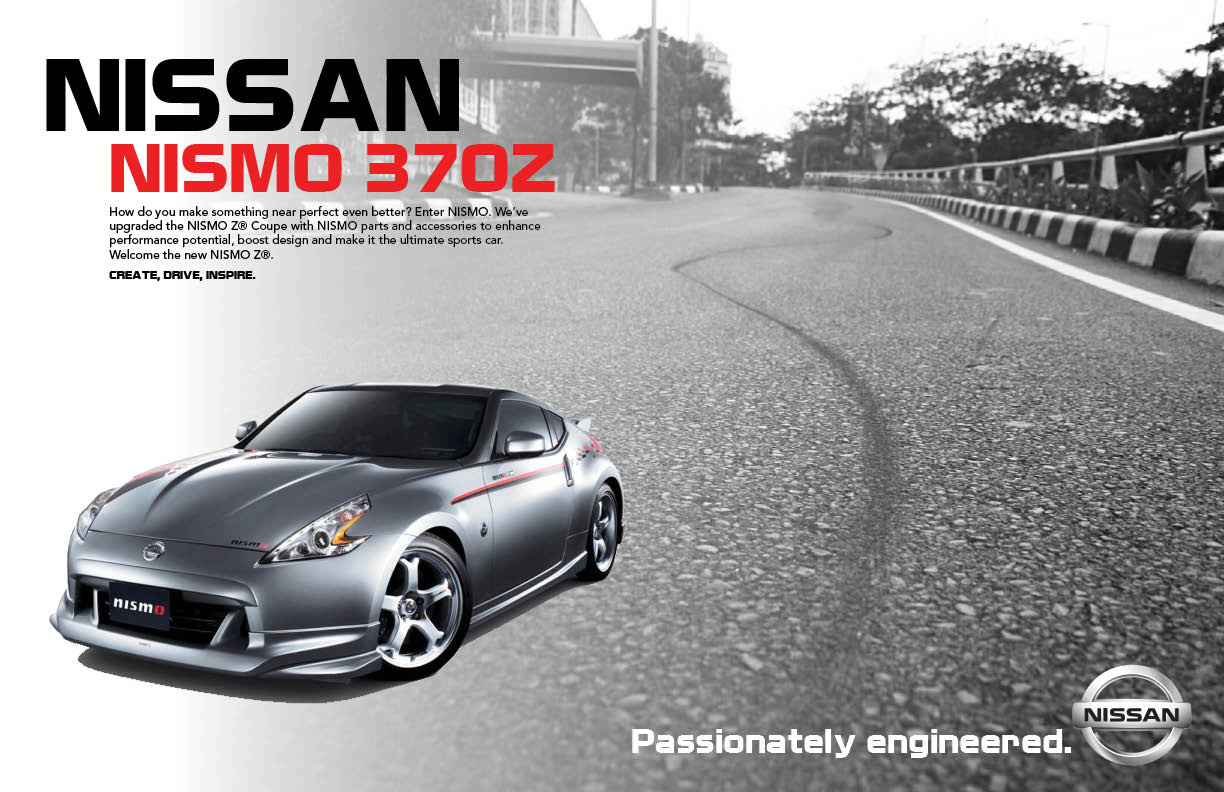 NISSAN
NISMO 370Z
How do you make something near perfect even better? Enter NISMO. We've
upgraded the NISMO Z® Coupe with NISMO parts and accessories to enhance
performance potential, boost design and make it the ultimate sports car.
Welcome the new NISMO Z®.
CREATE, DRIVE, INSPIRE.
nismo
nismo
Passionately engineered.
NISSAN